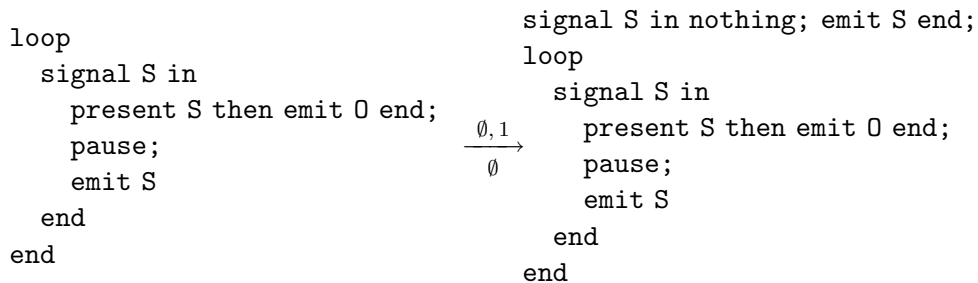 loop
  signal S in
    present S then emit O end;
    pause;
    emit S
  end
end
∅, 1
∅
signal S in nothing; emit S end;
loop
  signal S in
    present S then emit O end;
    pause;
    emit S
  end
end